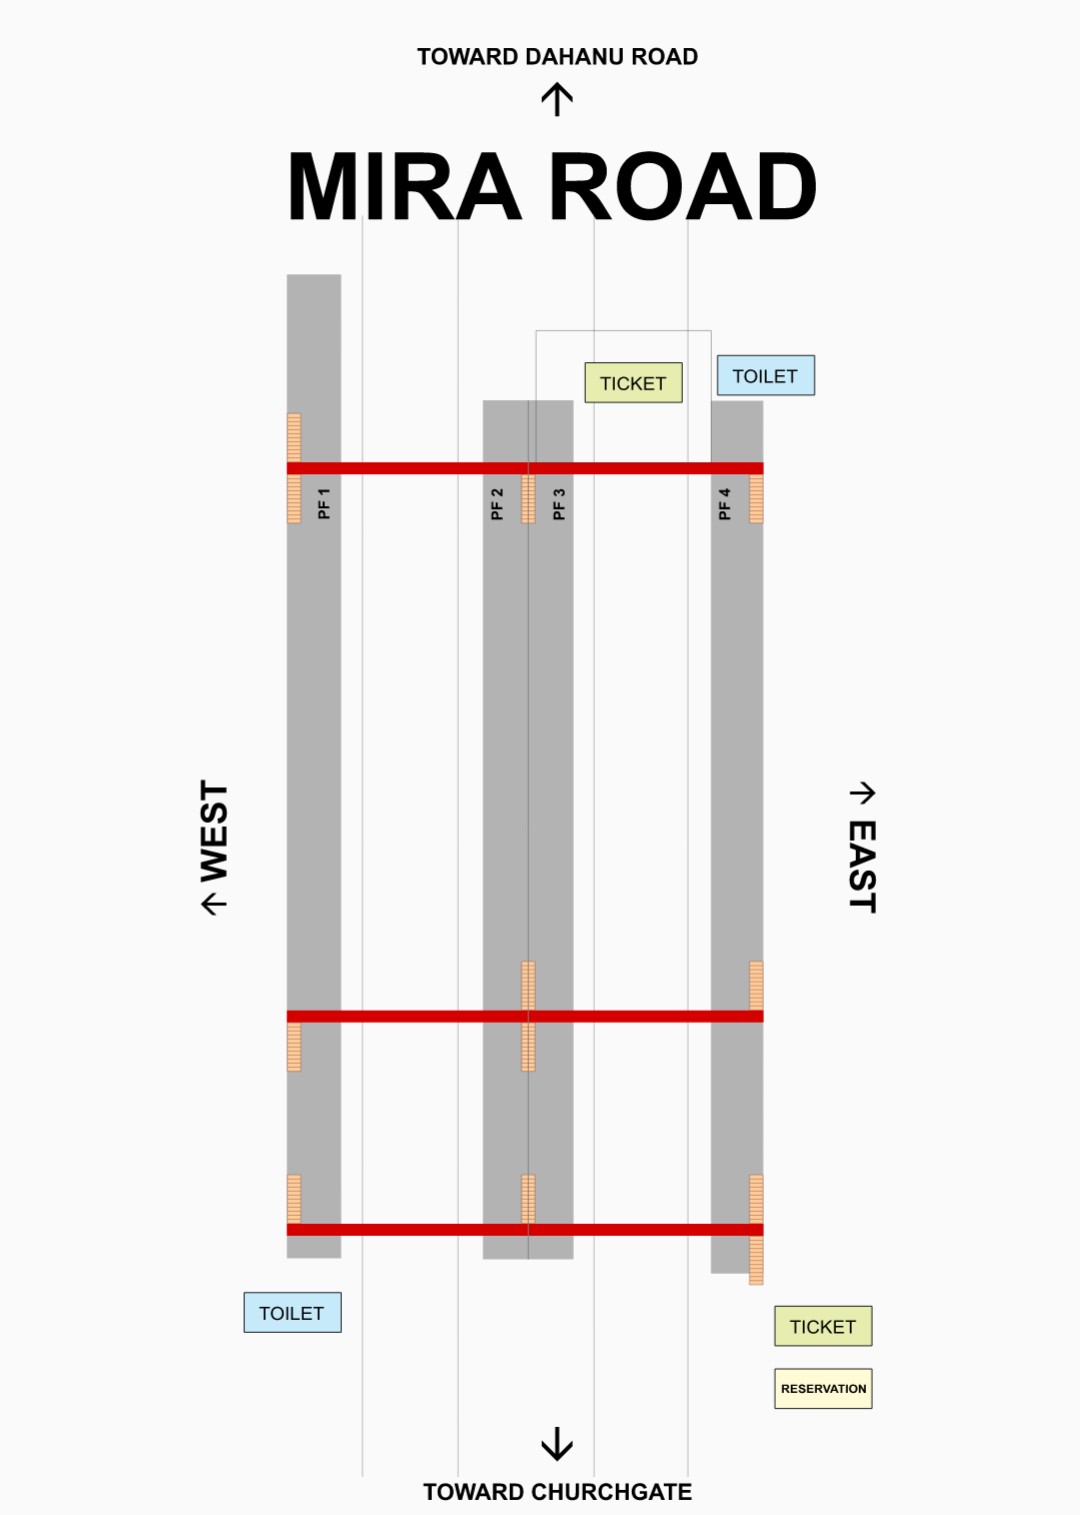 TOWARD DAHANU ROAD
↑
MIRA ROAD
TICKET
TOILET
PF 1
PF 2
PF 3
PF 4
← WEST
→ EAST
TOILET
TICKET
RESERVATION
↓
TOWARD CHURCHGATE